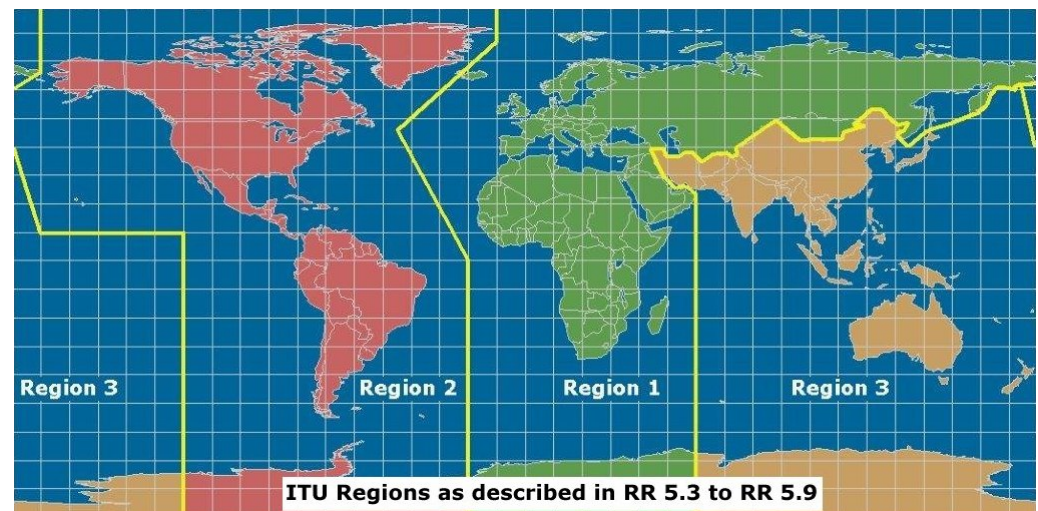 Region 3
Region 2
Region 1
Region 3
ITU Regions as described in RR 5.3 to RR 5.9